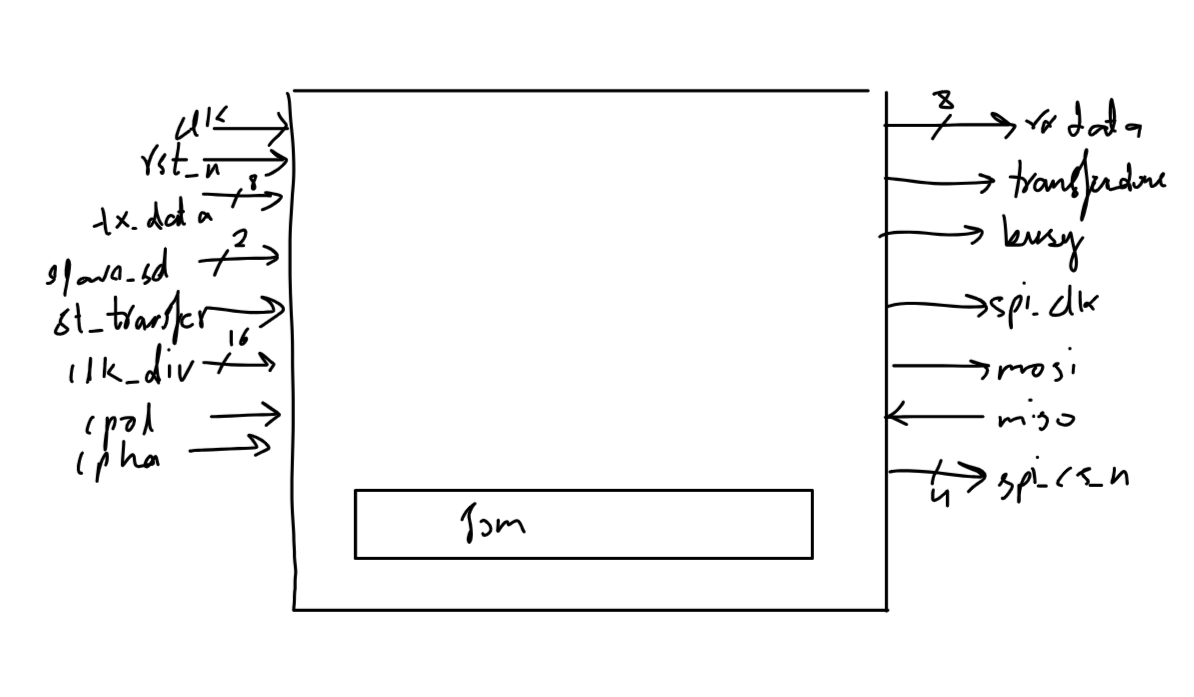 clk
rst_n
8
tx_data
2
slave_sd
st_transfer
16
clk_div
cpol
cpha
fsm
8
rx data
transferdone
busy
spi_clk
mosi
miso
4
spi_cs_n